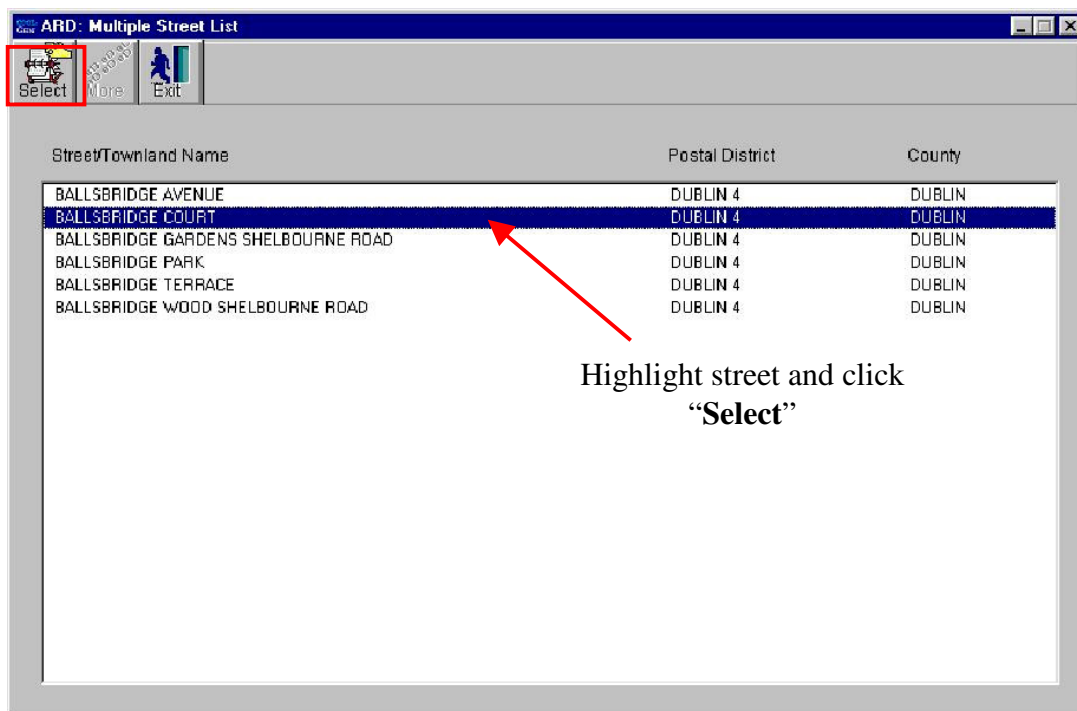 ARD: Multiple Street List
Select More Exit
Street/Townland Name Postal District County
BALLSBRIDGE AVENUE DUBLIN 4 DUBLIN
BALLSBRIDGE COURT DUBLIN 4 DUBLIN
BALLSBRIDGE GARDENS SHELBOURNE ROAD DUBLIN 4 DUBLIN
BALLSBRIDGE PARK DUBLIN 4 DUBLIN
BALLSBRIDGE TERRACE DUBLIN 4 DUBLIN
BALLSBRIDGE WOOD SHELBOURNE ROAD DUBLIN 4 DUBLIN
Highlight street and click
“Select”